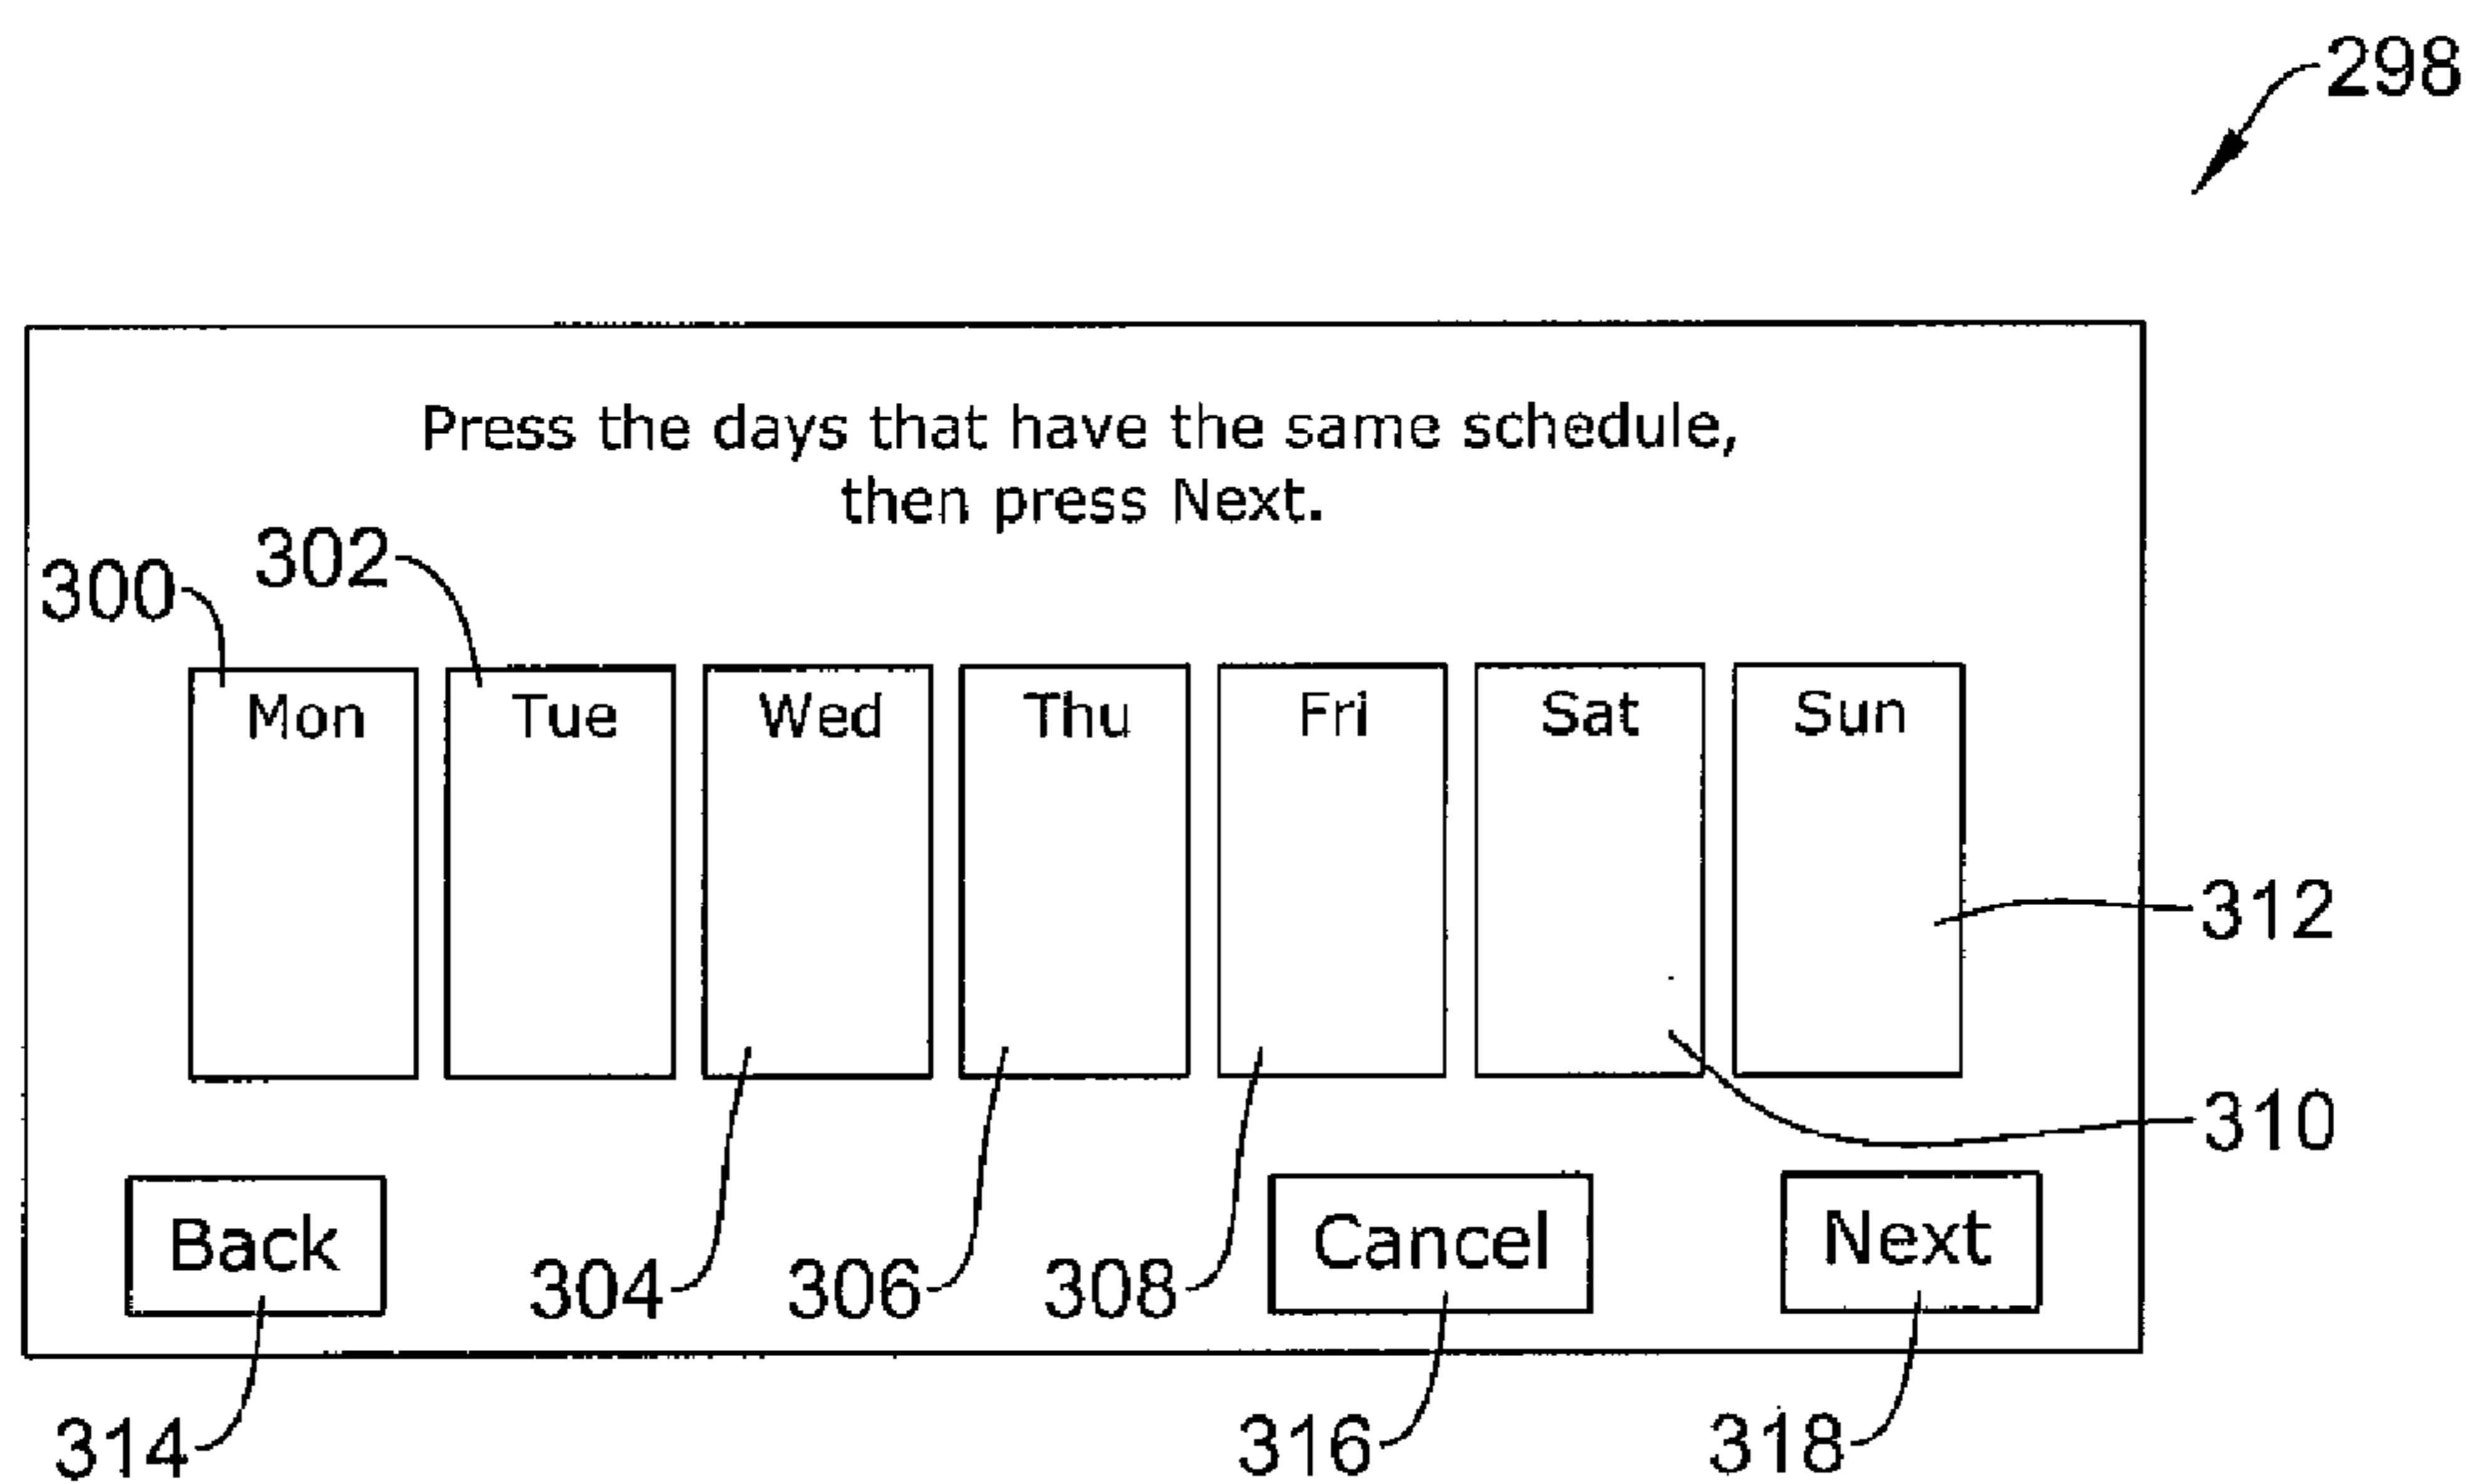 298
Press the days that have the same schedule,
then press Next.
300 302
Mon Tue Wed Thu Fri Sat Sun
312
310
Back Cancel Next
304 306 308
314 316 318